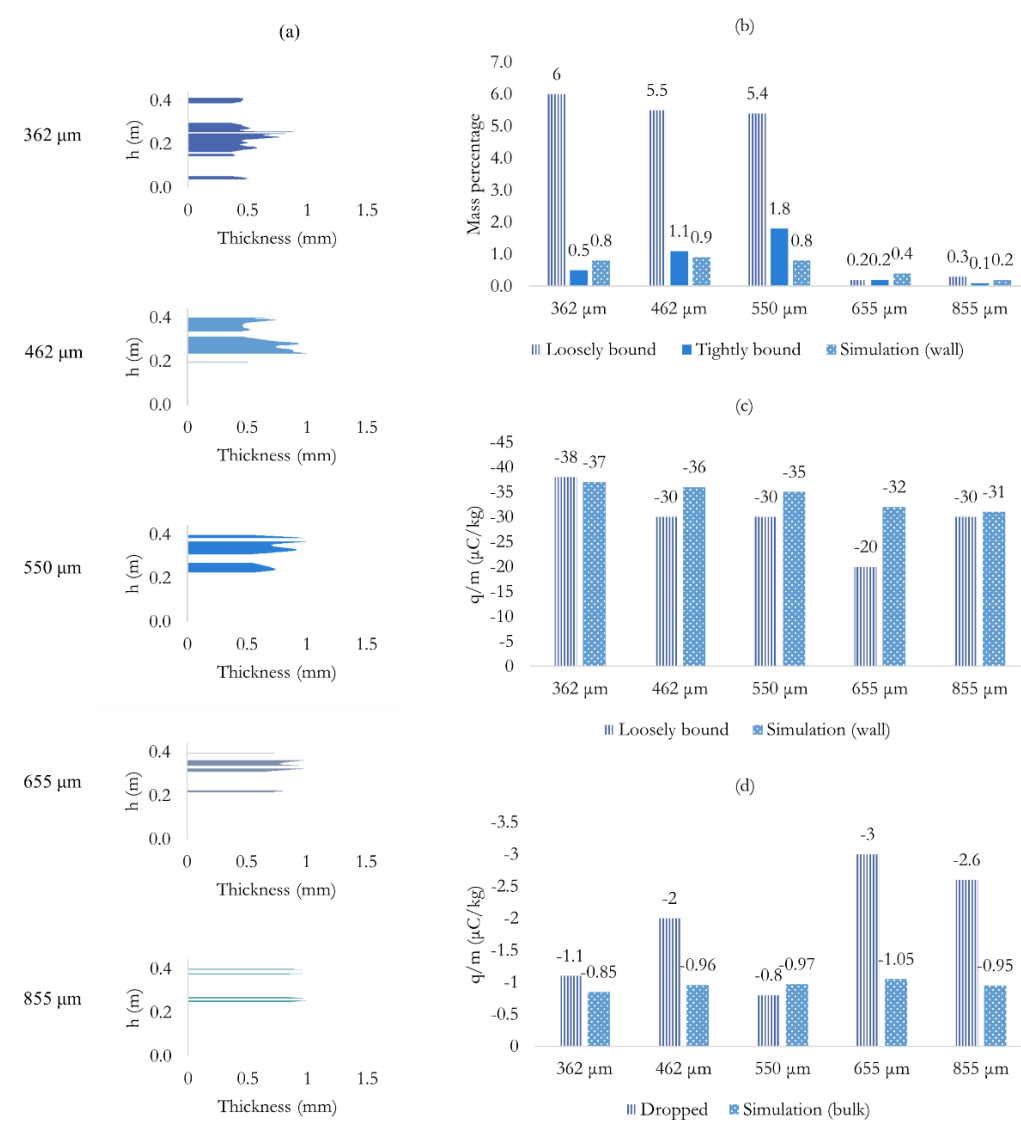 (a)
362 µm
h (m)
0.4
0.2
0.0
0 0.5 1 1.5
Thickness (mm)
462 µm
h (m)
0.4
0.2
0.0
0 0.5 1 1.5
Thickness (mm)
550 µm
h (m)
0.4
0.2
0.0
0 0.5 1 1.5
Thickness (mm)
655 µm
h (m)
0.4
0.2
0.0
0 0.5 1 1.5
Thickness (mm)
855 µm
h (m)
0.4
0.2
0.0
0 0.5 1 1.5
Thickness (mm)
(b)
Mass percentage
7.0
6.0
5.0
4.0
3.0
2.0
1.0
0.0
6 0.5 0.8
5.5 1.1 0.9
5.4 1.8 0.8
0.2 0.2 0.4
0.3 0.1 0.2
362 µm 462 µm 550 µm 655 µm 855 µm
Loosely bound Tightly bound Simulation (wall)
(c)
q/m (µC/kg)
-45
-40
-35
-30
-25
-20
-15
-10
-5
0
-38 -37
-30 -36
-30 -35
-20 -32
-30 -31
362 µm 462 µm 550 µm 655 µm 855 µm
Loosely bound Simulation (wall)
(d)
q/m (µC/kg)
-3.5
-3
-2.5
-2
-1.5
-1
-0.5
0
-1.1 -0.85
-2 -0.96
-0.8 -0.97
-3 -1.05
-2.6 -0.95
362 µm 462 µm 550 µm 655 µm 855 µm
Dropped Simulation (bulk)